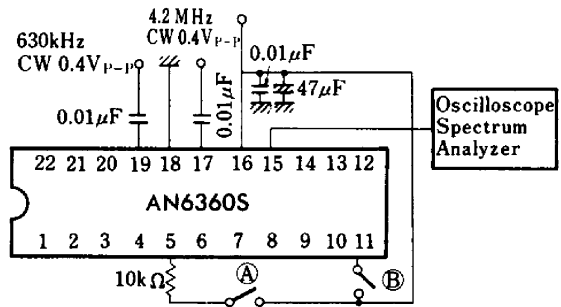 4.2 MHz
CW 0.4VP-P
630kHz
CW 0.4VP-P
0.01μF
47μF
0.01μF
0.01μF
Oscilloscope
Spectrum
Analyzer
22 21 20 19 18 17 16 15 14 13 12
AN6360S
1 2 3 4 5 6 7 8 9 10 11
10kΩ
Ⓐ
Ⓑ